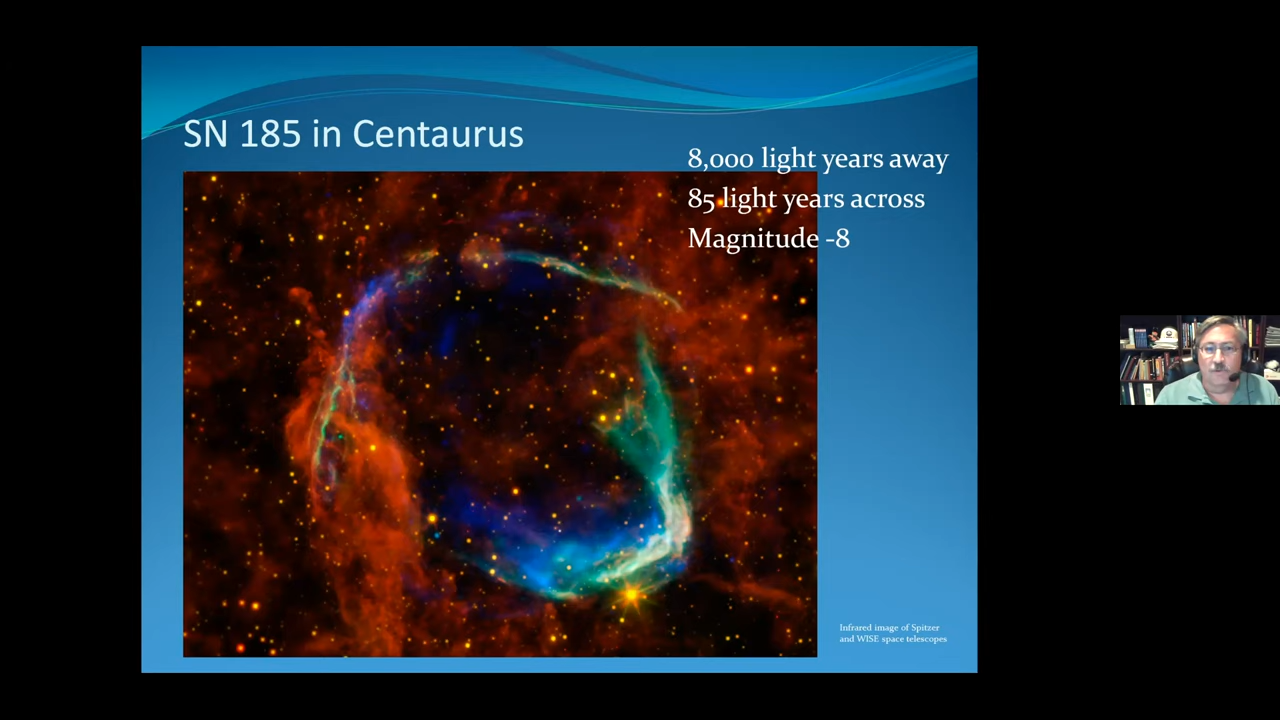 SN 185 in Centaurus
8,000 light years away
85 light years across
Magnitude -8
Infrared image of Spitzer
and WISE space telescopes